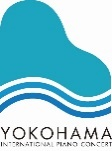 YOKOHAMA
INTERNATIONAL PIANO CONCERT